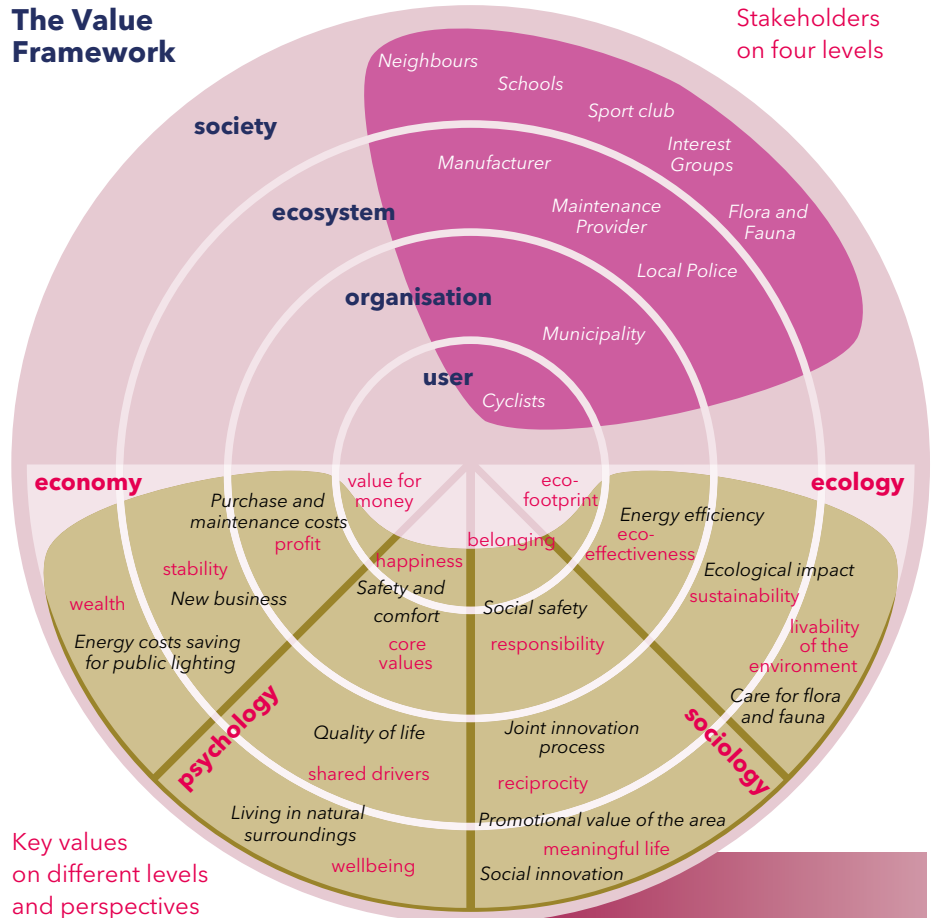 The Value
Framework
Stakeholders
on four levels
society
Neighbours
Schools
Sport club
Interest
Groups
Flora and
Fauna
ecosystem
Manufacturer
Maintenance
Provider
Local Police
organisation
Municipality
user
Cyclists
economy
value for
money
Purchase and
maintenance costs
profit
stability
New business
wealth
Energy costs saving
for public lighting
psychology
happiness
Safety and
comfort
core
values
Quality of life
shared drivers
Living in natural
surroundings
wellbeing
sociology
belonging
Social safety
responsibility
Joint innovation
process
reciprocity
Promotional value of the area
meaningful life
Social innovation
ecology
eco-
footprint
Energy efficiency
eco-
effectiveness
Ecological impact
sustainability
livability
of the
environment
Care for flora
and fauna
Key values
on different levels
and perspectives